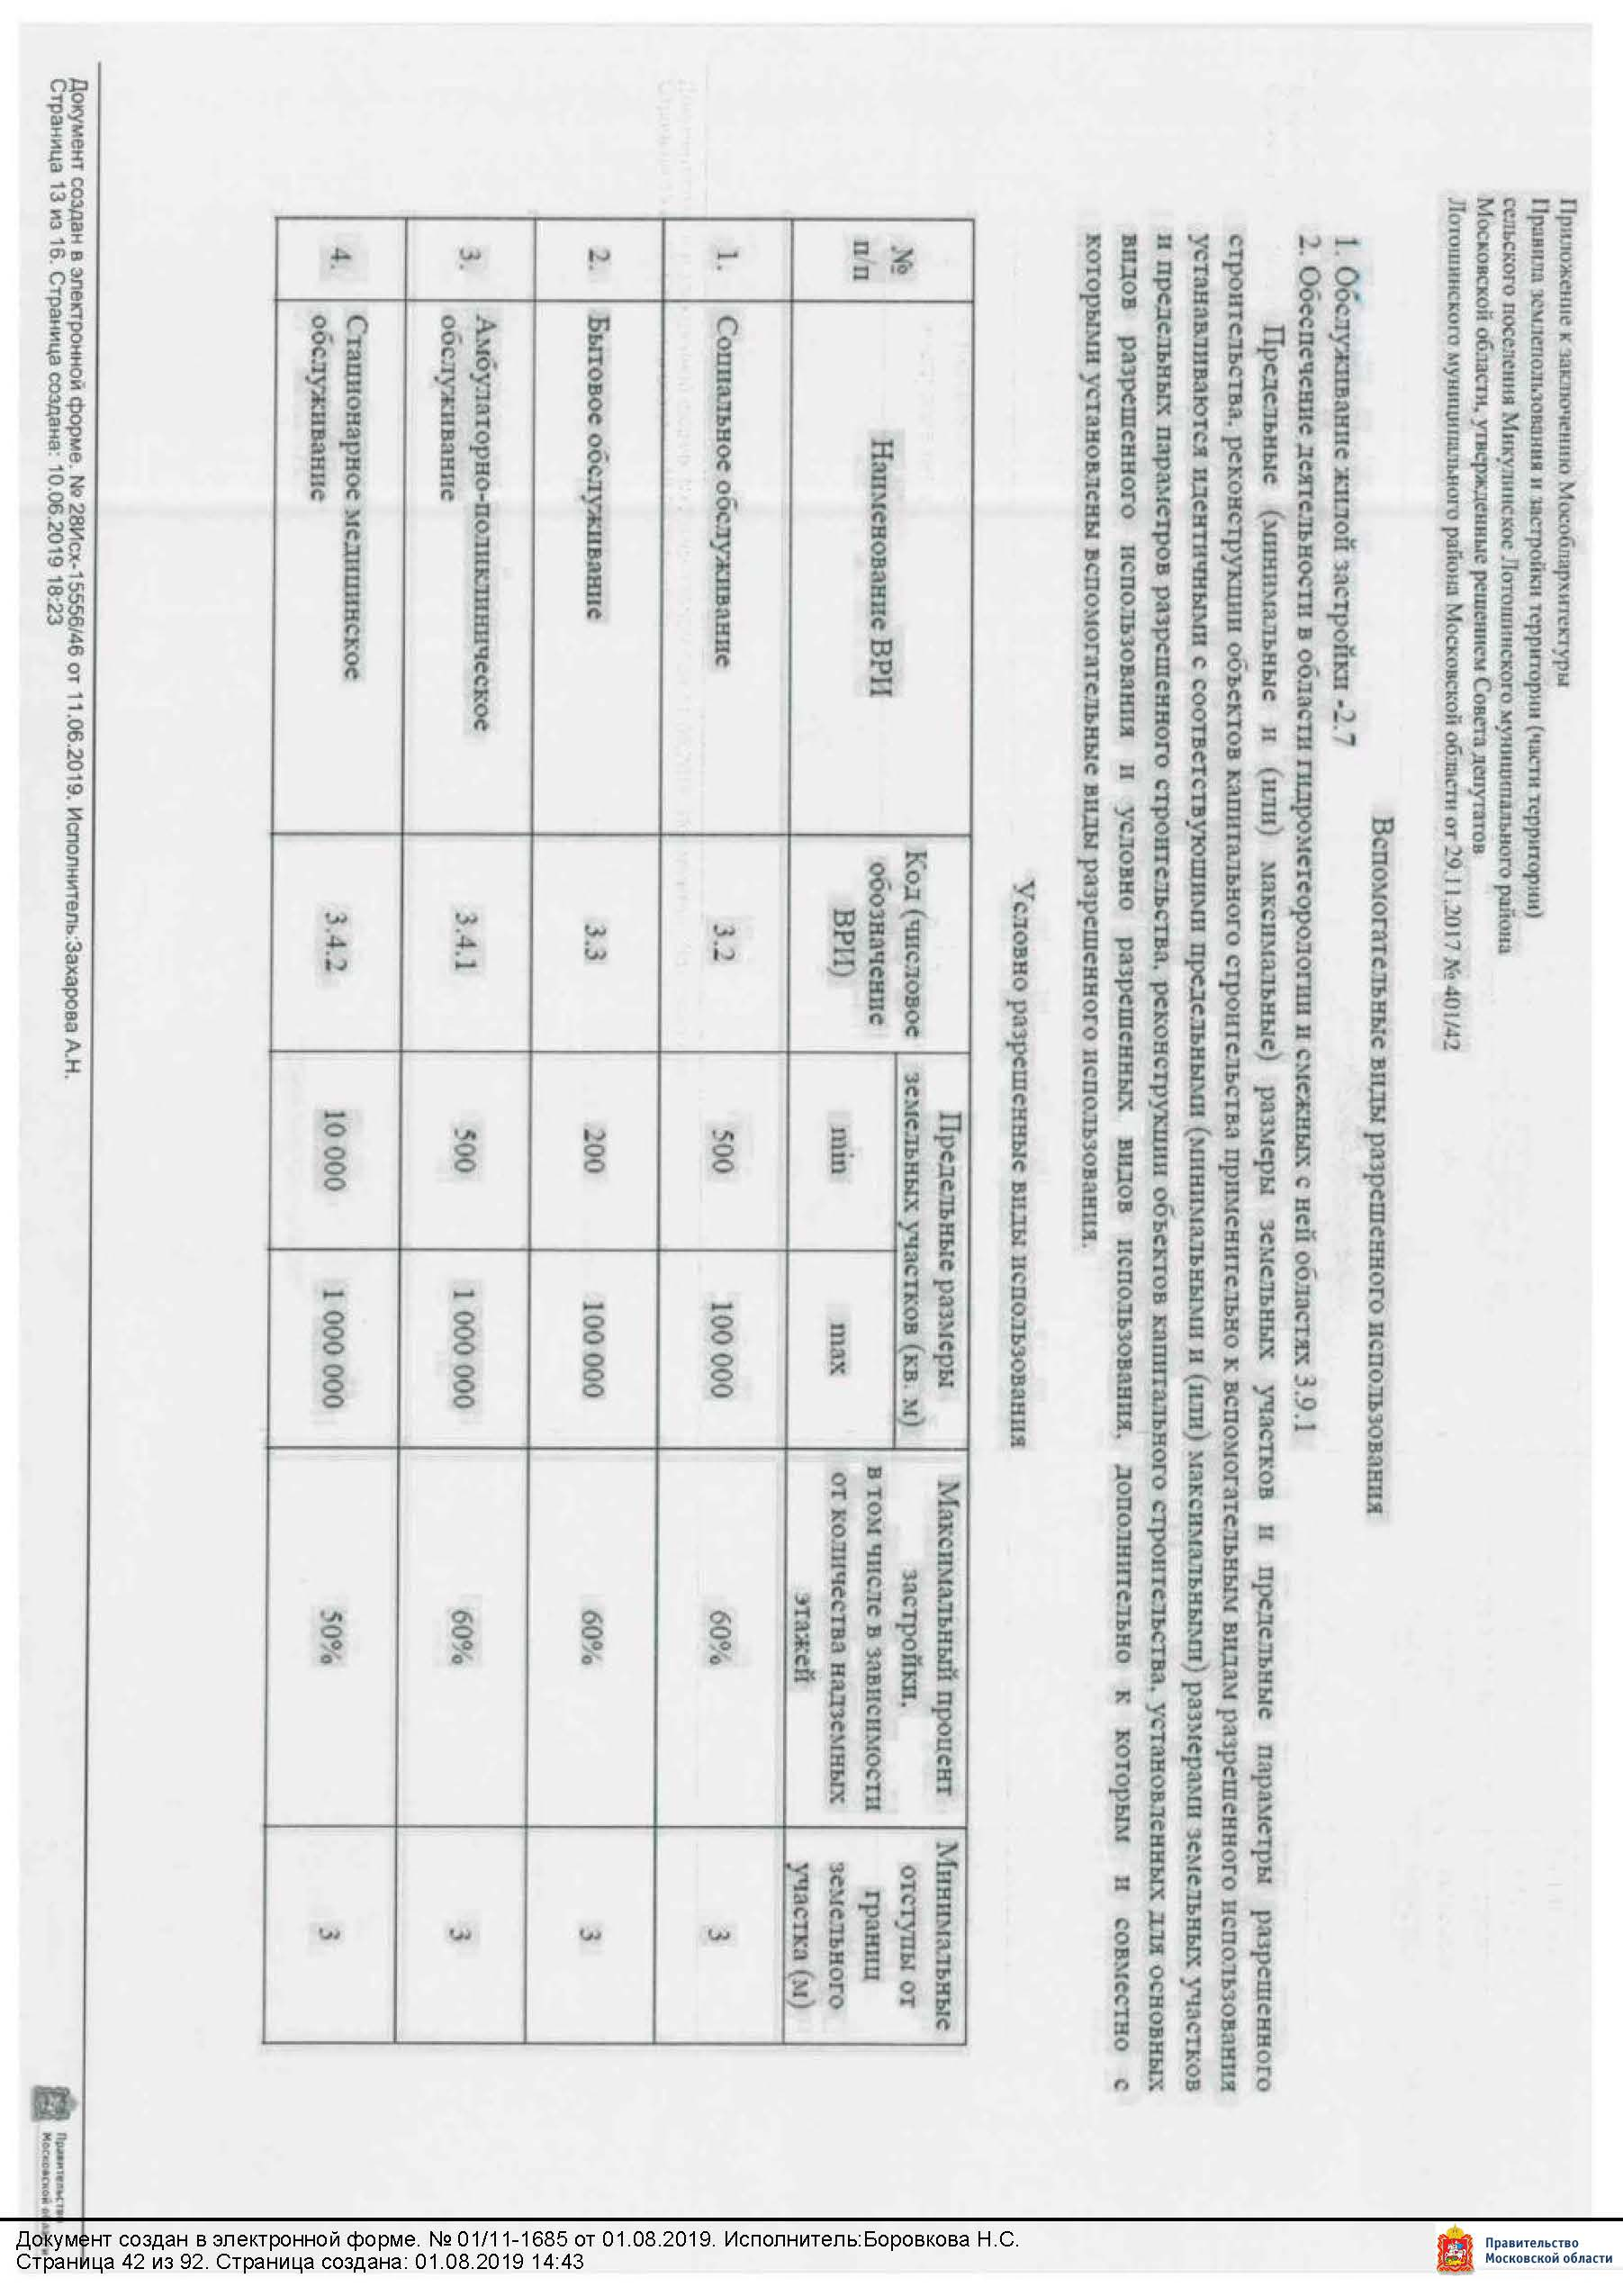 Приложение к заключению Мособлархитектуры
Правила землепользования и застройки территории (части территории)
сельского поселения Микулинское Лотошинского муниципального района
Московской области, утвержденные решением Совета депутатов
Лотошинского муниципального района Московской области от 29.11.2017 № 401/42
Вспомогательные виды разрешенного использования
1. Обслуживание жилой застройки -2.7
2. Обеспечение деятельности в области гидрометеорологии и смежных с ней областях 3.9.1
Предельные (минимальные и (или) максимальные) размеры земельных участков и предельные параметры разрешенного
строительства, реконструкции объектов капитального строительства применительно к вспомогательным видам разрешенного использования
устанавливаются идентичными с соответствующими предельными (минимальными и (или) максимальными) размерами земельных участков
и предельных параметров разрешенного строительства, реконструкции объектов капитального строительства, установленных для основных
видов разрешенного использования и условно разрешенных видов использования, дополнительно к которым и совместно с
которыми установлены вспомогательные виды разрешенного использования.
Условно разрешенные виды использования
№
п/п
Наименование ВРИ
Код (числовое
обозначение
ВРИ)
Предельные размеры
земельных участков (кв. м)
min
max
Максимальный процент
застройки,
в том числе в зависимости
от количества надземных
этажей
Минимальные
отступы от
границ
земельного
участка (м)
1. Социальное обслуживание 3.2 500 100 000 60% 3
2. Бытовое обслуживание 3.3 200 100 000 60% 3
3. Амбулаторно-поликлиническое
обслуживание 3.4.1 500 1 000 000 60% 3
4. Стационарное медицинское
обслуживание 3.4.2 10 000 1 000 000 50% 3
Документ создан в электронной форме. № 28Исх-15556/46 от 11.06.2019. Исполнитель:Захарова А.Н.
Страница 13 из 16. Страница создана: 10.06.2019 18:23
Правительство
Московской области
Документ создан в электронной форме. № 01/11-1685 от 01.08.2019. Исполнитель:Боровкова Н.С.
Страница 42 из 92. Страница создана: 01.08.2019 14:43
Правительство
Московской области